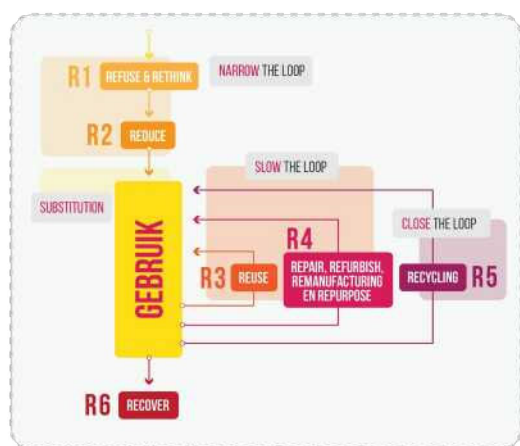 R1 REFUSE & RETHINK
NARROW THE LOOP
R2 REDUCE
SLOW THE LOOP
SUBSTITUTION
GEBRUIK
CLOSE THE LOOP
R3 REUSE
R4
REPAIR, REFURBISH,
REMANUFACTURING
EN REPURPOSE
RECYCLING R5
R6 RECOVER